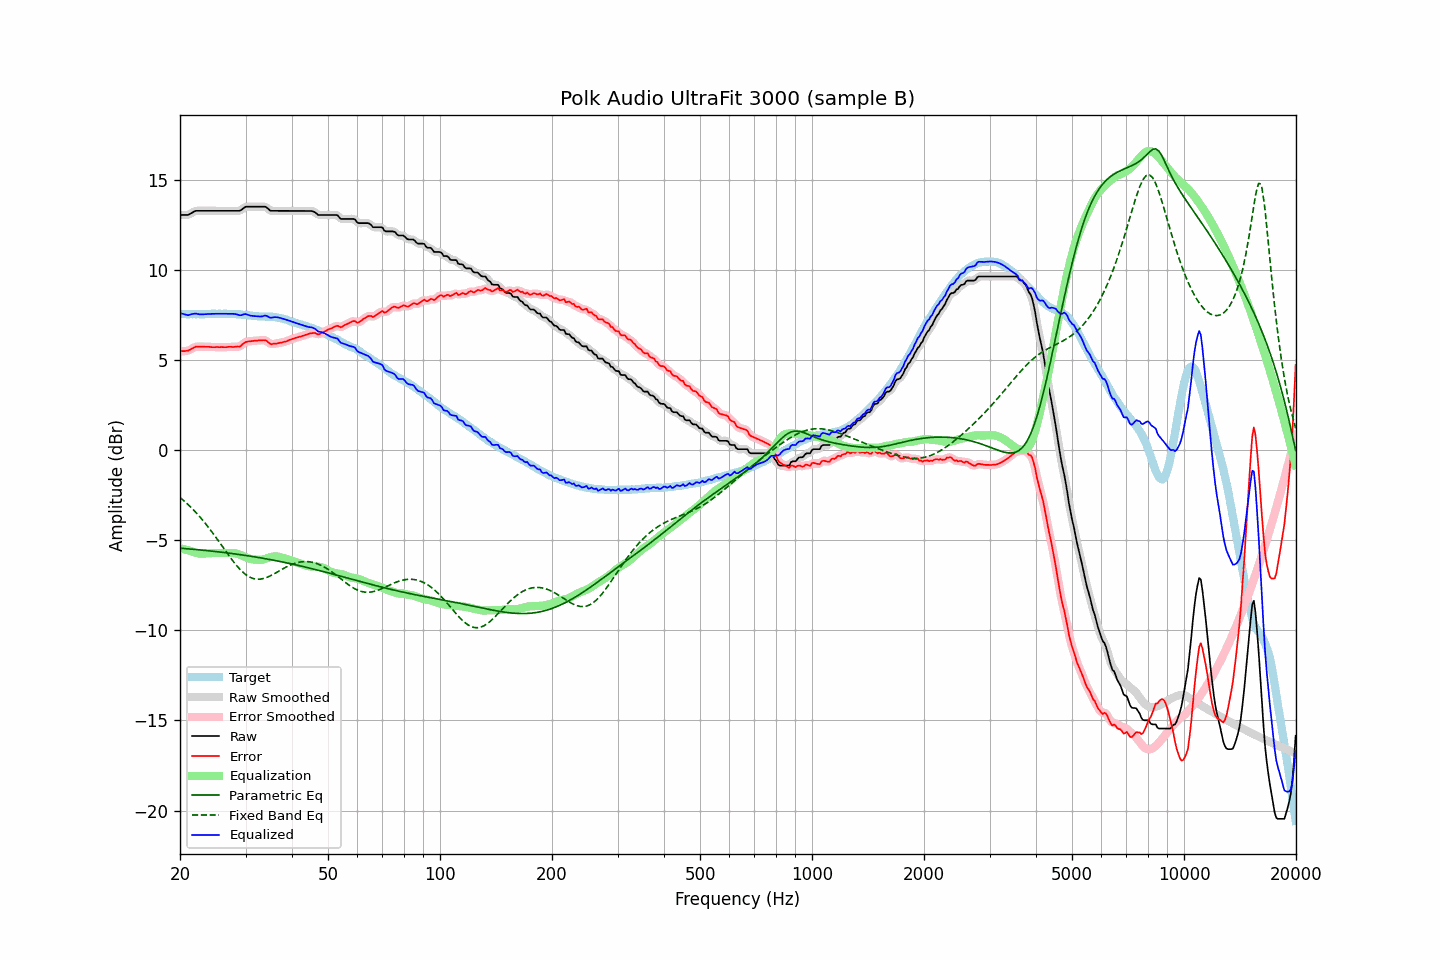 Polk Audio UltraFit 3000 (sample B)
Amplitude (dBr)
15
10
5
0
−5
−10
−15
−20
Target
Raw Smoothed
Error Smoothed
Raw
Error
Equalization
Parametric Eq
Fixed Band Eq
Equalized
20 50 100 200 500 1000 2000 5000 10000 20000
Frequency (Hz)